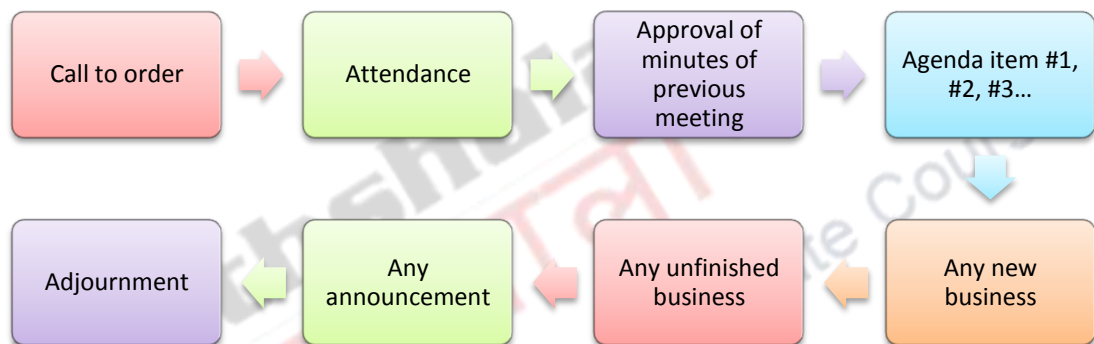 Call to order
Attendance
Approval of
minutes of
previous
meeting
Agenda item #1,
#2, #3...
Any new
business
Any unfinished
business
Any
announcement
Adjournment